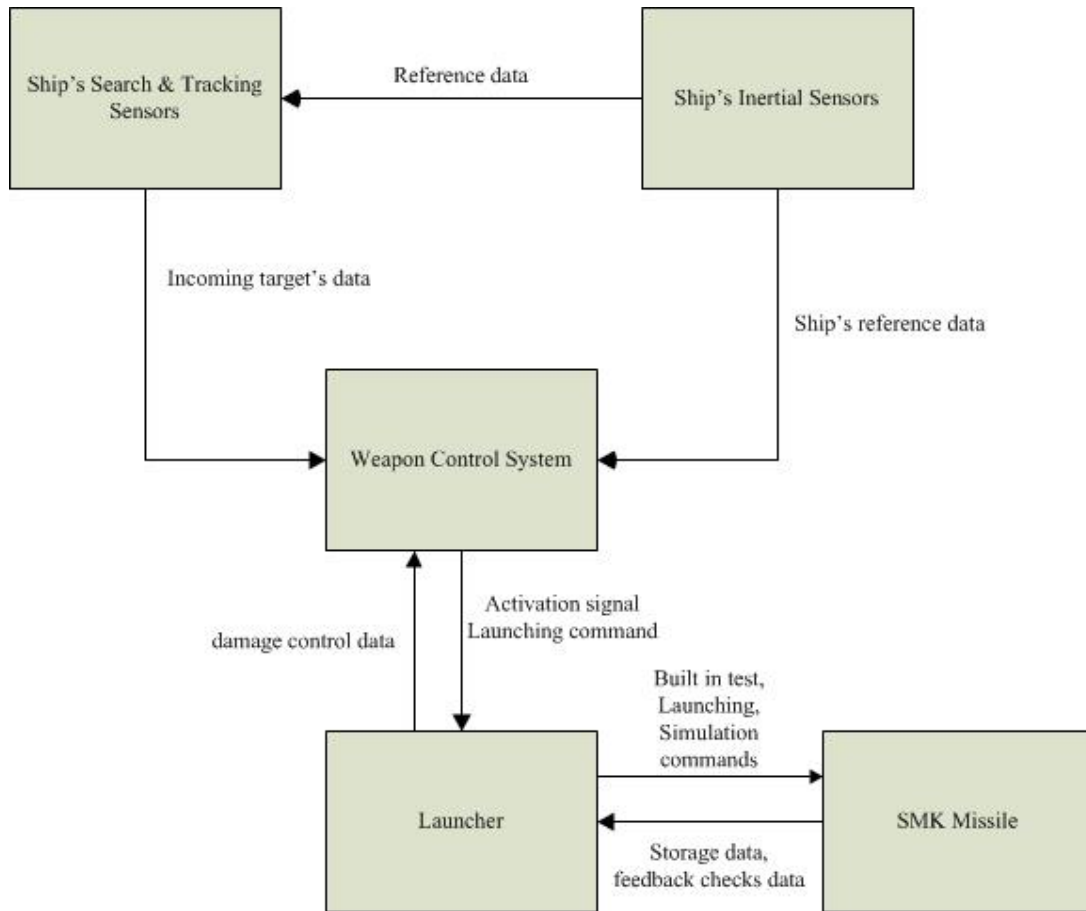 Ship’s Search & Tracking
Sensors
Reference data
Ship’s Inertial Sensors
Incoming target’s data
Ship’s reference data
Weapon Control System
damage control data
Activation signal
Launching command
Built in test,
Launching,
Simulation
commands
Launcher
SMK Missile
Storage data,
feedback checks data